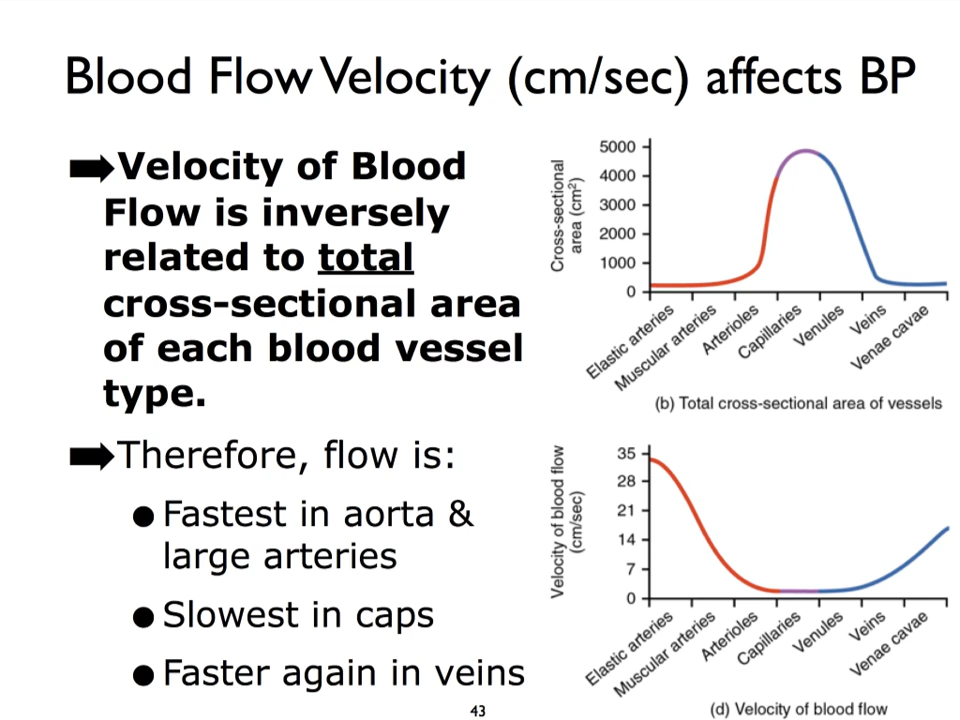 Blood Flow Velocity (cm/sec) affects BP
➡Velocity of Blood
Flow is inversely
related to total
cross-sectional area
of each blood vessel
type.
➡Therefore, flow is:
●Fastest in aorta &
large arteries
●Slowest in caps
●Faster again in veins
Cross-sectional
area (cm²)
5000
4000
3000
2000
1000
0
Elastic arteries
Muscular arteries
Arterioles
Capillaries
Venules
Veins
Venae cavae
(b) Total cross-sectional area of vessels
Velocity of blood flow
(cm/sec)
35
28
21
14
7
0
Elastic arteries
Muscular arteries
Arterioles
Capillaries
Venules
Veins
Venae cavae
(d) Velocity of blood flow
43